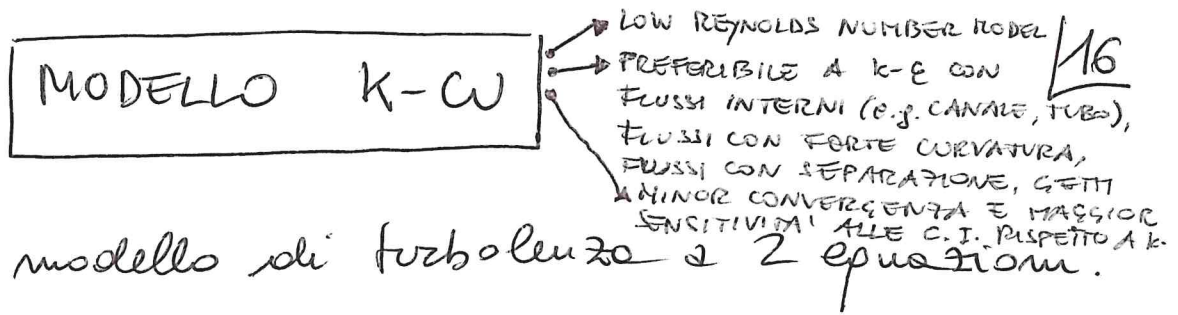 MODELLO K-ω
LOW REYNOLDS NUMBER MODEL
16
PREFERIBILE A K-ε CON
FLUSSI INTERNI (e.g. CANALE, TUBO),
FLUSSI CON FORTE CURVATURA,
FLUSSI CON SEPARAZIONE, GETTI
MINOR CONVERGENZA E MAGGIOR
SENSITIVITA' ALLE C.I. RISPETTO A K-
modello di turbolenza a 2 equazioni.